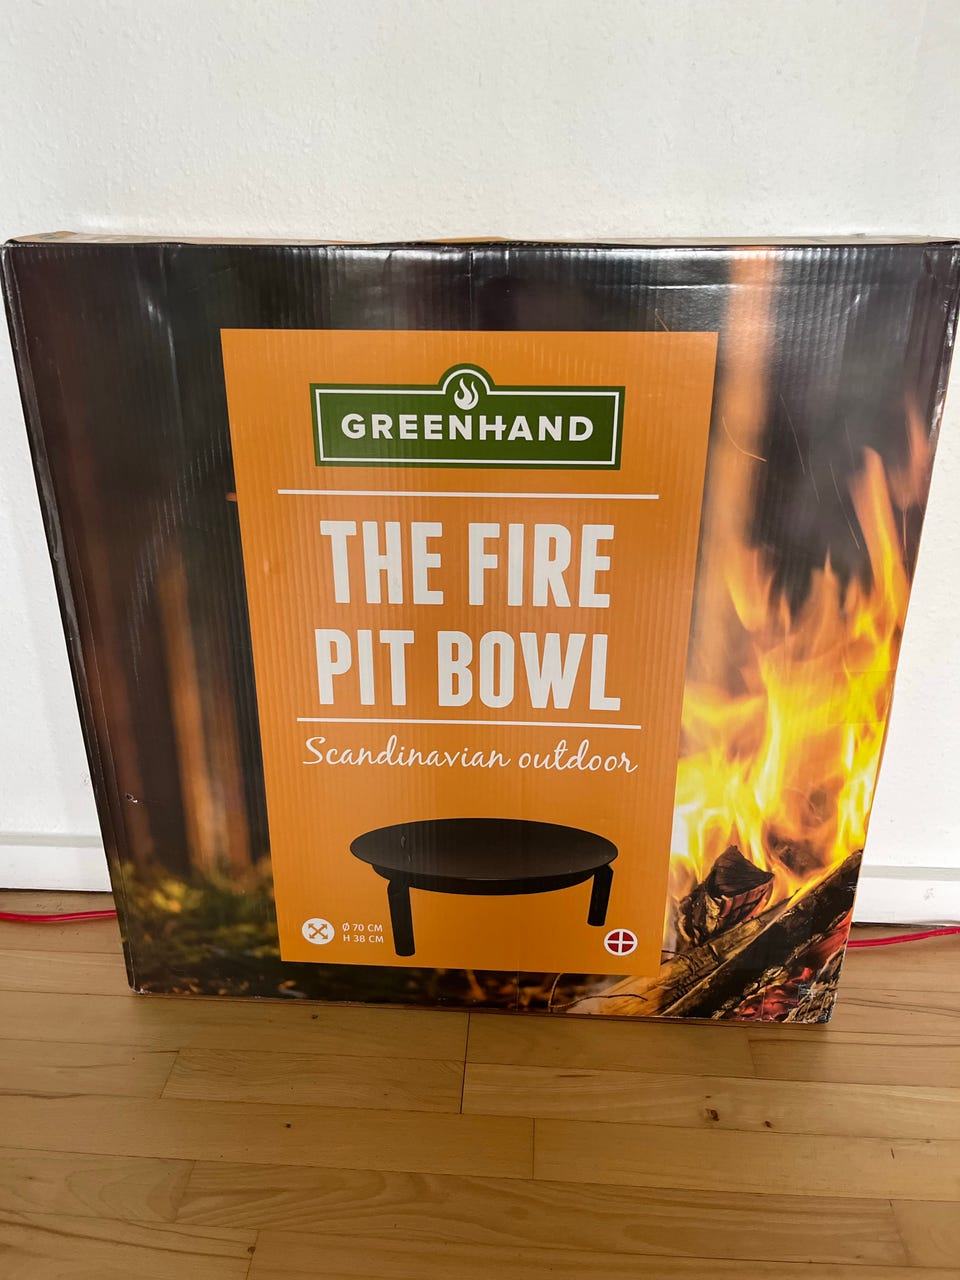 GREENHAND
THE FIRE
PIT BOWL
Scandinavian outdoor
Ø 70 CM
H 38 CM